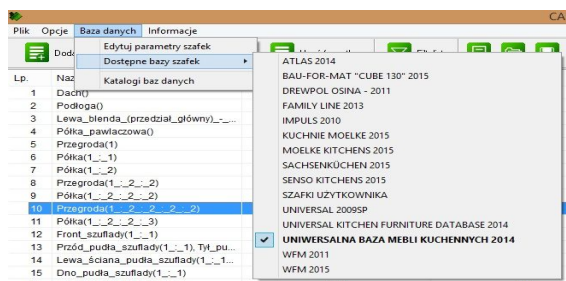 CA
Plik Opcje Baza danych Informacje
Doda
Edytuj parametry szafek
Dostępne bazy szafek
Katalogi baz danych
ATLAS 2014
BAU-FOR-MAT "CUBE 130" 2015
DREWPOL OSINA - 2011
FAMILY LINE 2013
IMPULS 2010
KUCHNIE MOELKE 2015
MOELKE KITCHENS 2015
SACHSENKÜCHEN 2015
SENSO KITCHENS 2015
SZAFKI UŻYTKOWNIKA
UNIVERSAL 2009SP
UNIVERSAL KITCHEN FURNITURE DATABASE 2014
UNIWERSALNA BAZA MEBLI KUCHENNYCH 2014
WFM 2011
WFM 2015
Lp. Naz
1 Dach()
2 Podłoga()
3 Lewa_blenda_(przedział_główny)_-_...
4 Półka_pawlaczowa()
5 Przegroda(1)
6 Półka(1_:_1)
7 Półka(1_:_2)
8 Przegroda(1_:_2_:_2)
9 Półka(1_:_2_:_2_:_2)
10 Przegroda(1_:_2_:_2_:_2_:_2)
11 Półka(1_:_2_:_2_:_3)
12 Front_szuflady(1_:_1)
13 Przód_pudła_szuflady(1_:_1), Tył_pu...
14 Lewa_ściana_pudła_szuflady(1_:_1...
15 Dno_pudła_szuflady(1_:_1)